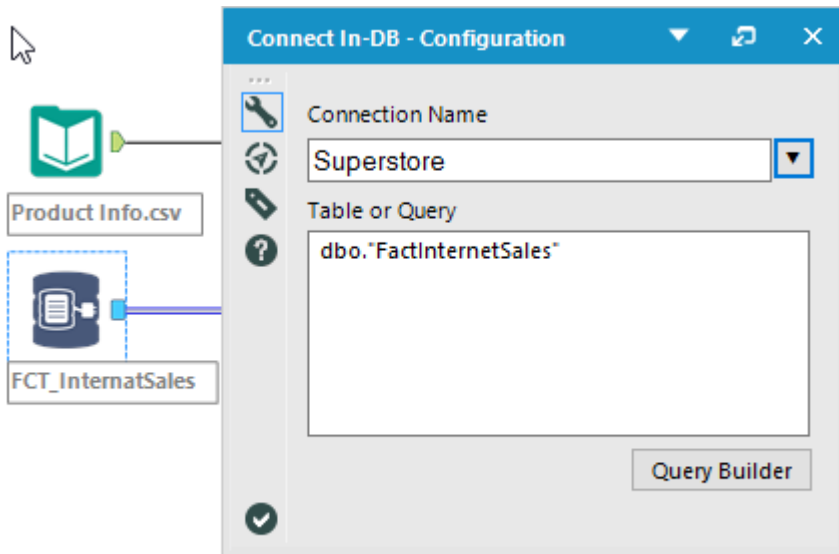 Connect In-DB - Configuration
Connection Name
Superstore
Product Info.csv
Table or Query
dbo."FactInternetSales"
FCT_InternatSales
Query Builder